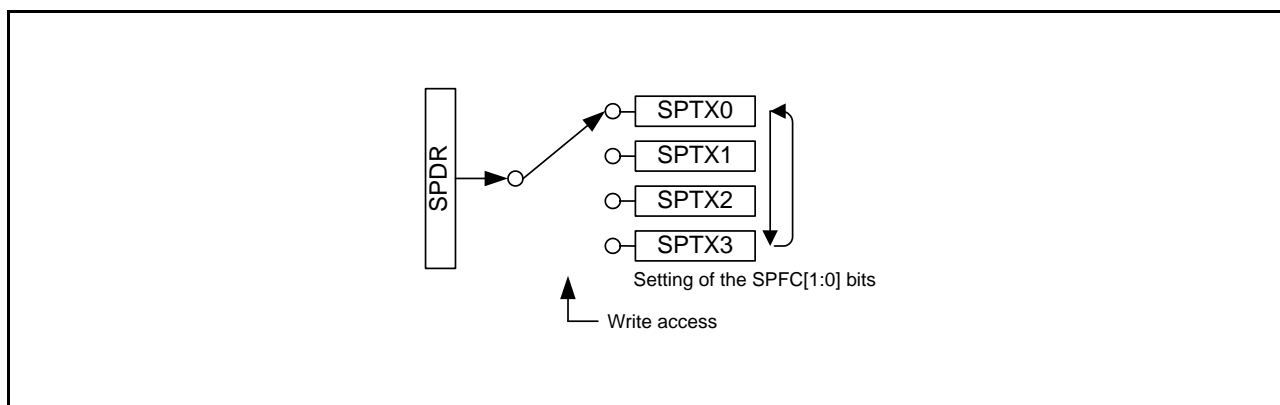 SPDR
SPTX0
SPTX1
SPTX2
SPTX3
Setting of the SPFC[1:0] bits
Write access